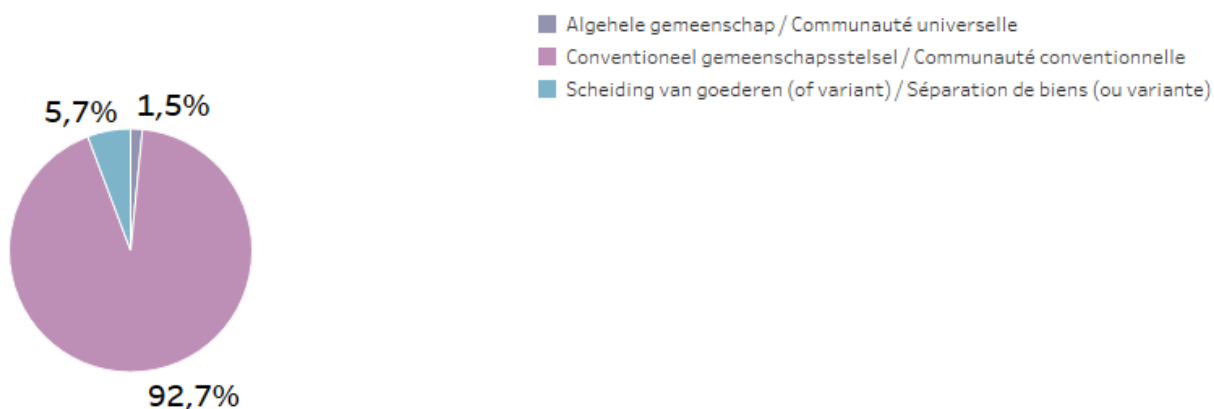 Algehele gemeenschap / Communauté universelle
Conventioneel gemeenschapsstelsel / Communauté conventionnelle
Scheiding van goederen (of variant) / Séparation de biens (ou variante)
5,7% 1,5%
92,7%